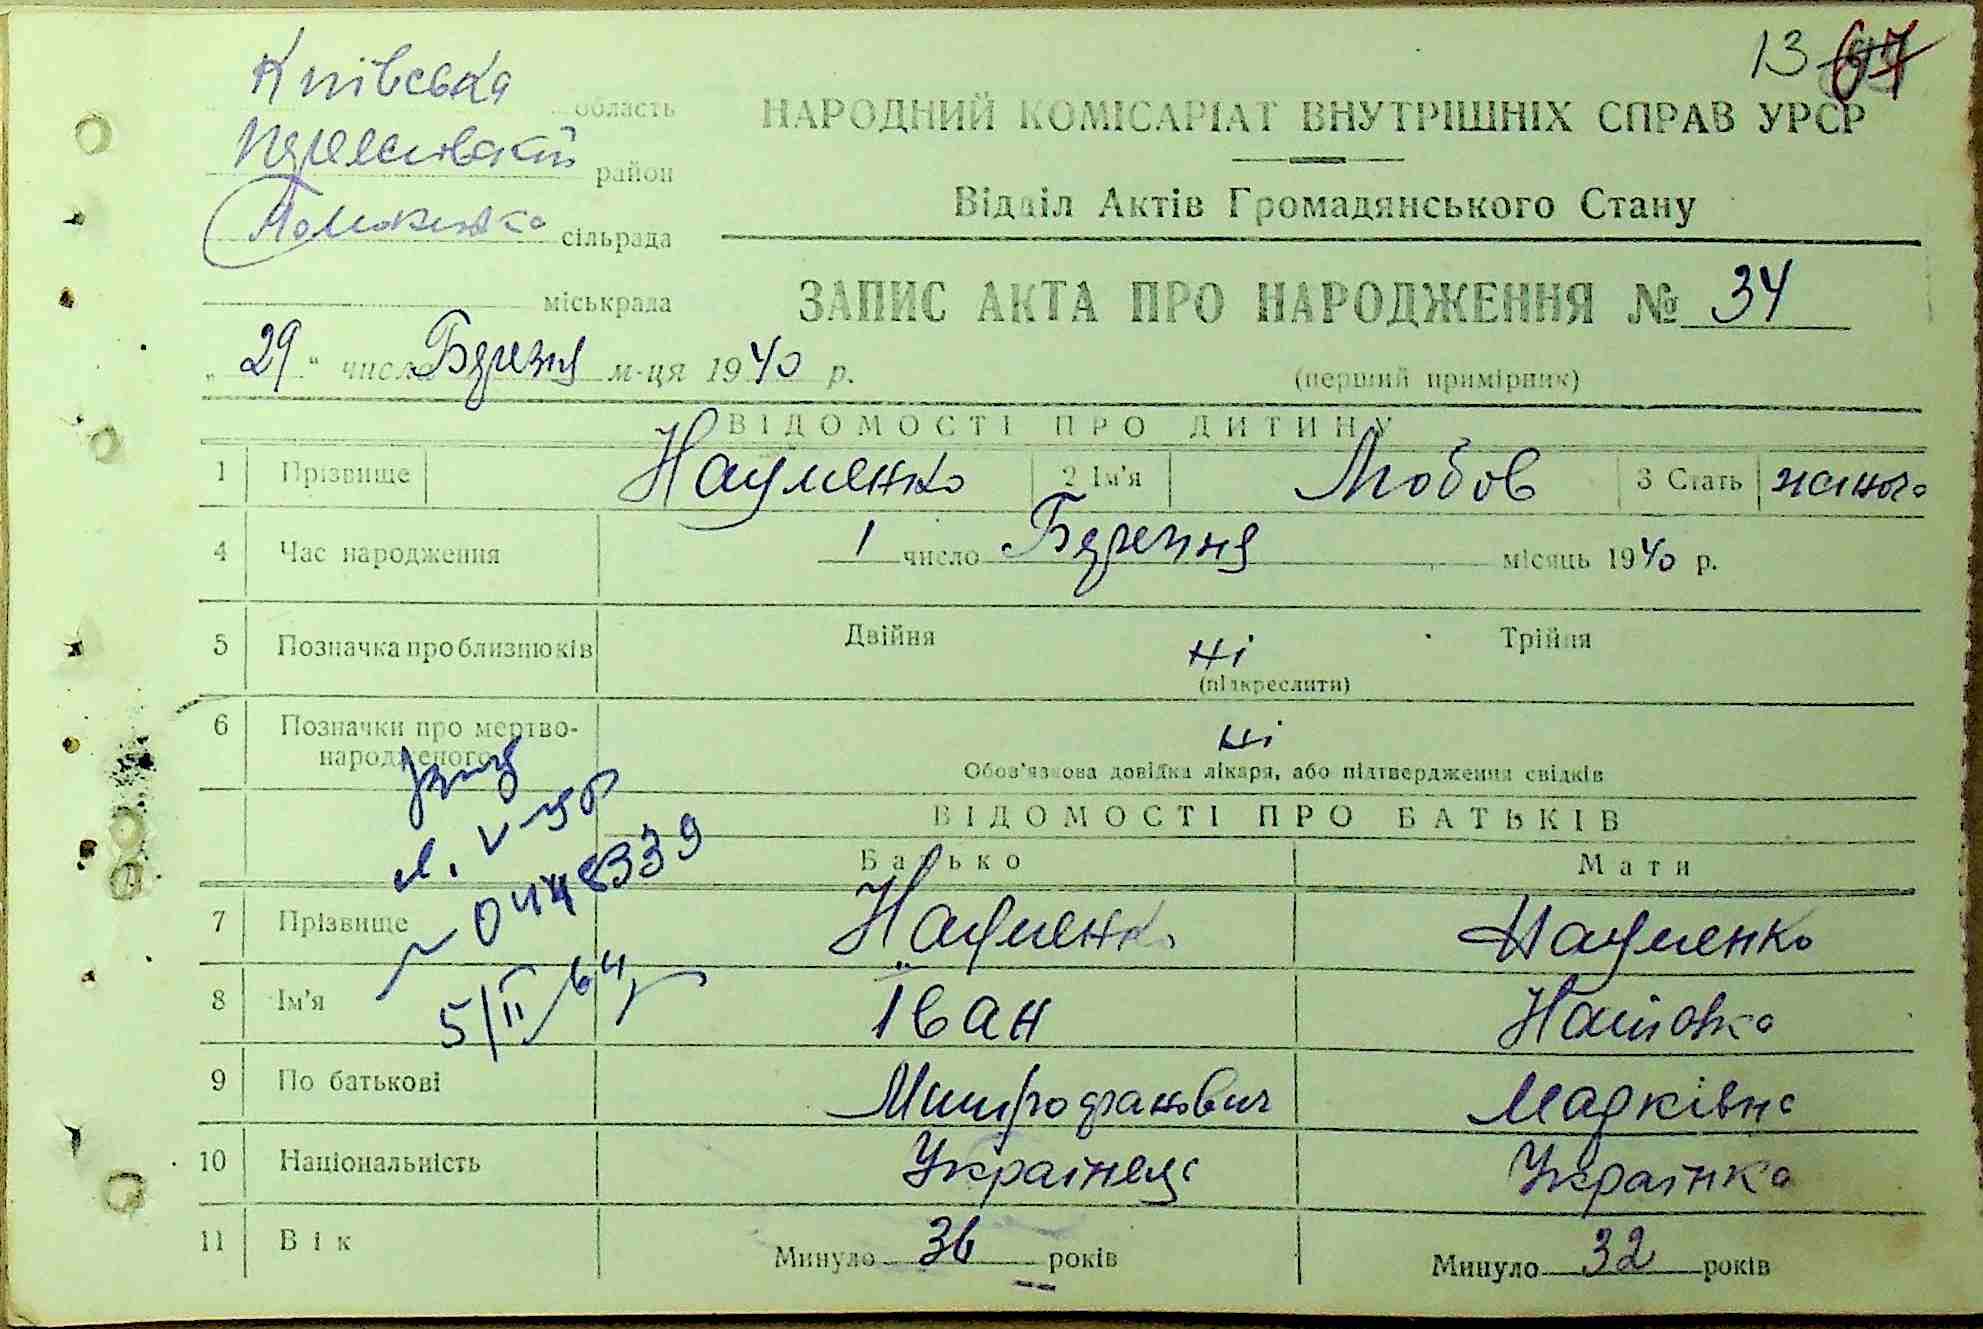 13 67
Київська область
НАРОДНИЙ КОМІСАРІАТ ВНУТРІШНІХ СПРАВ УРСР
район
Відділ Актів Громадянського Стану
сільрада
міськрада
ЗАПИС АКТА ПРО НАРОДЖЕННЯ № 34
„ 29 “ числа Березня м-ця 1940 р.
(перший примірник)
ВІДОМОСТІ ПРО ДИТИНУ
1 Прізвище Науменко 2 Ім'я Любов 3 Стать жіноча
4 Час народження 1 число Березня місяць 1940 р.
5 Позначка про близнюків Двійня ні Трійня
(підкреслити)
6 Позначки про мертво-
народженого ні
Обов'язкова довідка лікаря, або підтвердження свідків
ВІДОМОСТІ ПРО БАТЬКІВ
Батько Мати
7 Прізвище Науменко Науменко
8 Ім'я Іван
9 По батькові Митрофанович Марківна
10 Національність Українець Українка
11 Вік Минуло 36 років Минуло 32 років
5/II 64